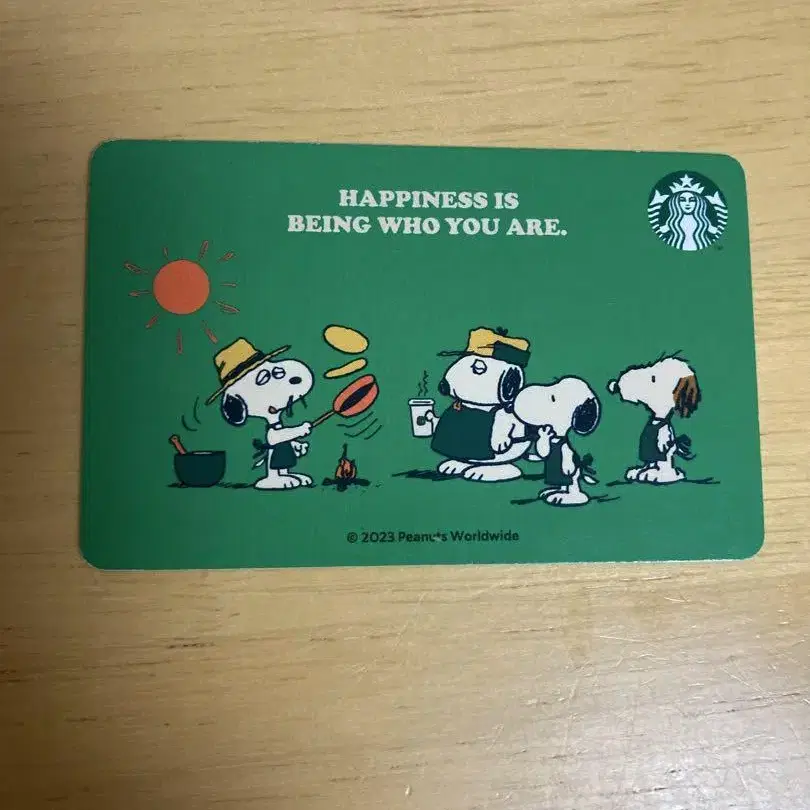 HAPPINESS IS
BEING WHO YOU ARE.
© 2023 Peanuts Worldwide